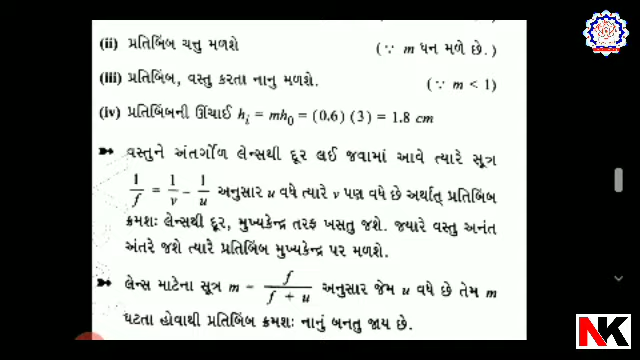 (ii) પ્રતિબિંબ ચત્તુ મળશે (∵ m ધન મળે છે.)
(iii) પ્રતિબિંબ, વસ્તુ કરતા નાનુ મળશે. (∵ m < 1)
(iv) પ્રતિબિંબની ઊંચાઈ hᵢ = mh₀ = (0.6) (3) = 1.8 cm
➽ વસ્તુને અંતર્ગોળ લેન્સથી દૂર લઈ જવામાં આવે ત્યારે સૂત્ર
1/f = 1/v – 1/u અનુસાર u વધે ત્યારે v પણ વધે છે અર્થાત્ પ્રતિબિંબ
ક્રમશઃ લેન્સથી દૂર, મુખ્યકેન્દ્ર તરફ ખસતુ જશે. જ્યારે વસ્તુ અનંત
અંતરે જશે ત્યારે પ્રતિબિંબ મુખ્યકેન્દ્ર પર મળશે.
➽ લેન્સ માટેના સૂત્ર m = f/(f + u) અનુસાર જેમ u વધે છે તેમ m
ઘટતા હોવાથી પ્રતિબિંબ ક્રમશઃ નાનું બનતુ જાય છે.
NK